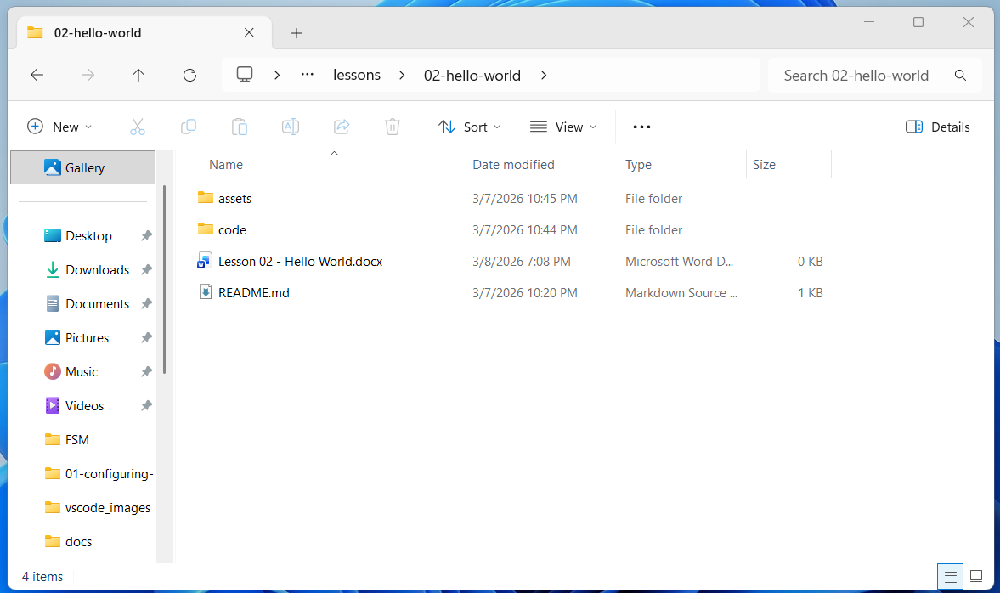 02-hello-world
lessons
02-hello-world
Search 02-hello-world
New
Sort
View
Details
Gallery
Desktop
Downloads
Documents
Pictures
Music
Videos
FSM
01-configuring-i
vscode_images
docs
Name Date modified Type Size
assets 3/7/2026 10:45 PM File folder
code 3/7/2026 10:44 PM File folder
Lesson 02 - Hello World.docx 3/8/2026 7:08 PM Microsoft Word D... 0 KB
README.md 3/7/2026 10:20 PM Markdown Source ... 1 KB
4 items